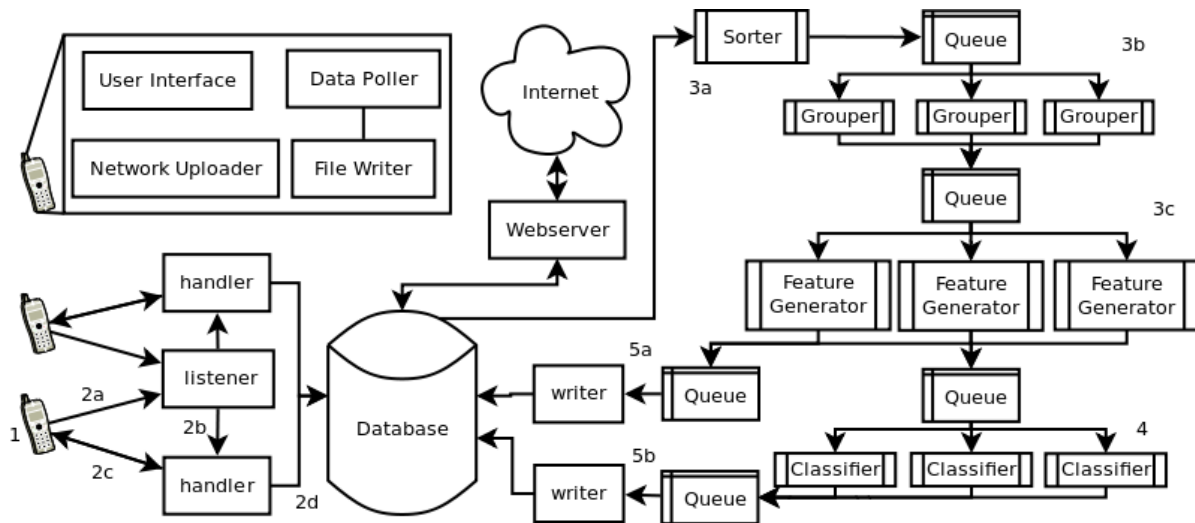 User Interface
Data Poller
Network Uploader
File Writer
Internet
Webserver
Sorter
3a
Queue
3b
Grouper
Grouper
Grouper
Queue
3c
Feature
Generator
Feature
Generator
Feature
Generator
handler
listener
handler
1
2a
2b
2c
2d
Database
5a
writer
Queue
Queue
4
Classifier
Classifier
Classifier
5b
writer
Queue